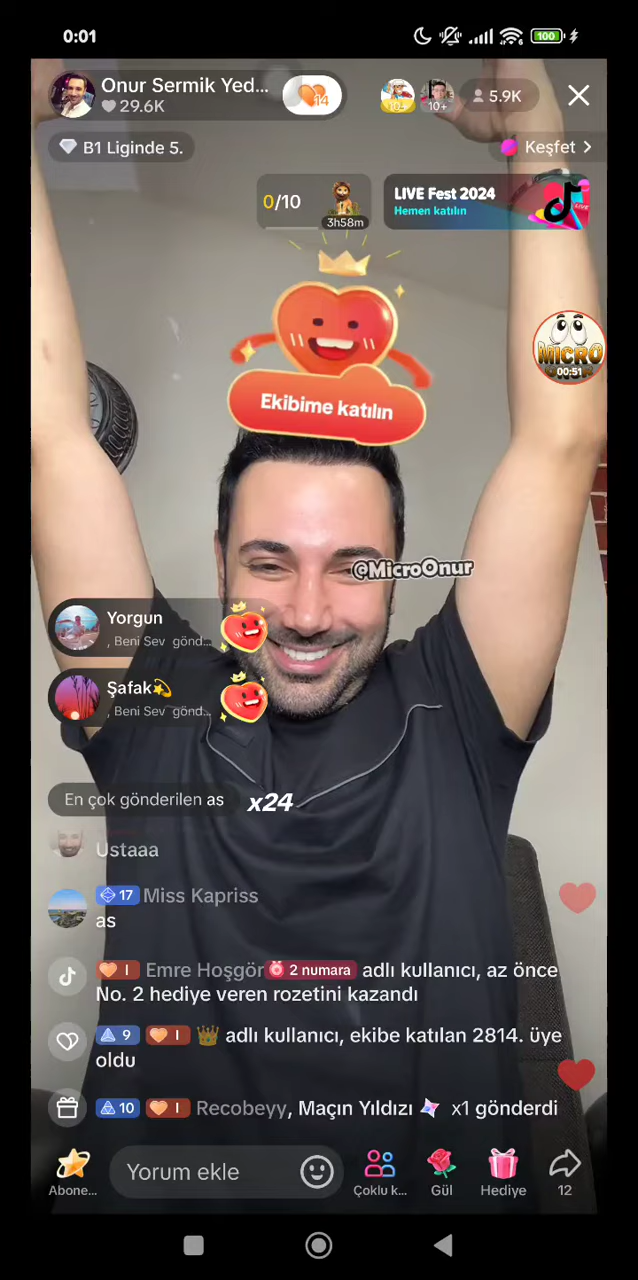 0:01
100
Onur Sermik Yed...
29.6K
14
10+
10+
5.9K
B1 Liginde 5.
Keşfet
0/10
3h58m
LIVE Fest 2024
Hemen katılın
LIVE
MICRO
00:51
Ekibime katılın
@MicroOnur
Yorgun
, Beni Sev gönd...
Şafak
, Beni Sev gönd...
En çok gönderilen as
x24
Ustaaa
17 Miss Kapriss
as
I Emre Hoşgör 2 numara adlı kullanıcı, az önce
No. 2 hediye veren rozetini kazandı
9 I adlı kullanıcı, ekibe katılan 2814. üye
oldu
10 I Recobeyy, Maçın Yıldızı x1 gönderdi
Abone...
Yorum ekle
Çoklu k...
Gül
Hediye
12